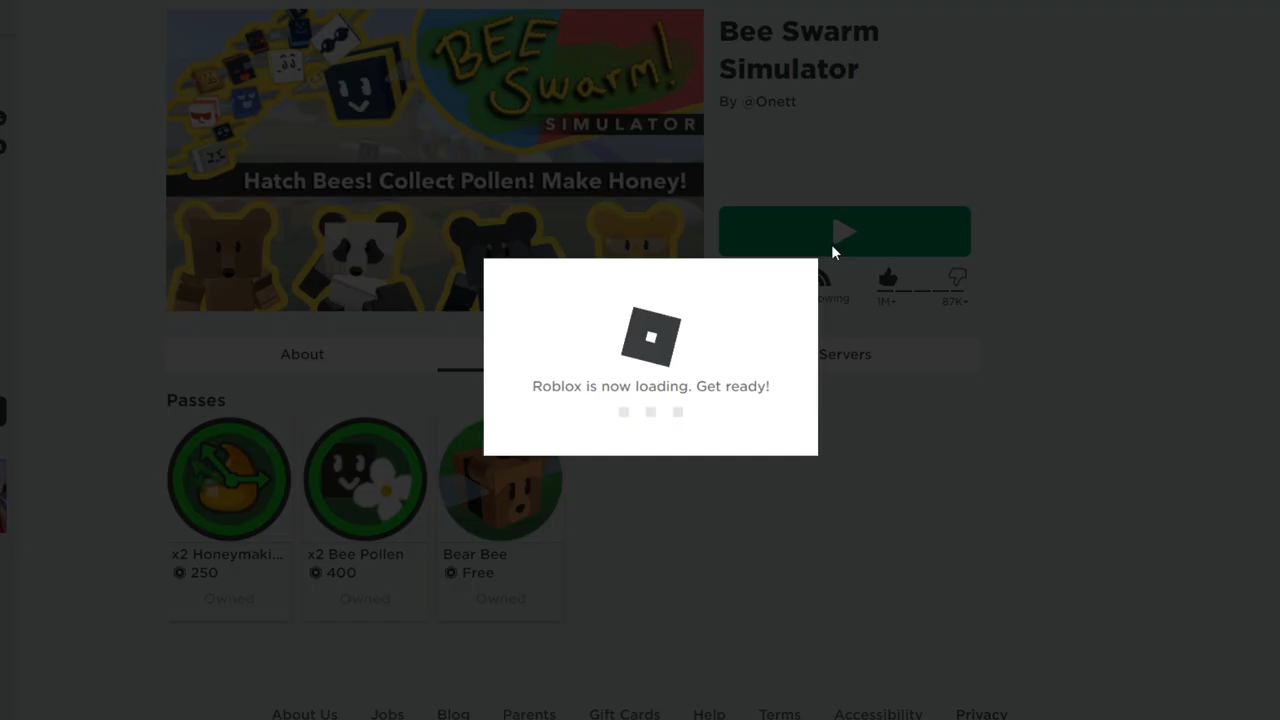 BEE
Swarm!
SIMULATOR
Hatch Bees! Collect Pollen! Make Honey!
Bee Swarm
Simulator
By @Onett
owing
1M+
87K+
Roblox is now loading. Get ready!
About
Servers
Passes
x2 Honeymaki...
250
Owned
x2 Bee Pollen
400
Owned
Bear Bee
Free
Owned
About Us
Jobs
Blog
Parents
Gift Cards
Help
Terms
Accessibility
Privacy